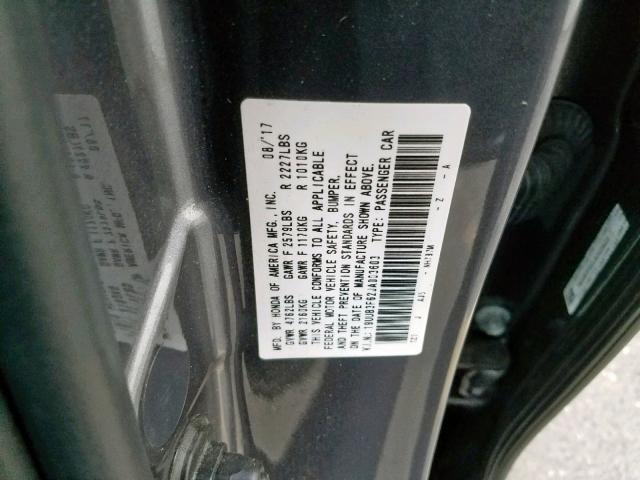 MFD. BY HONDA OF AMERICA MFG., INC. 08/'17
GVWR 4762LBS GAWR F 2579LBS R 2227LBS
GVWR 2160KG GAWR F 1170KG R 1010KG
THIS VEHICLE CONFORMS TO ALL APPLICABLE
FEDERAL MOTOR VEHICLE SAFETY, BUMPER,
AND THEFT PREVENTION STANDARDS IN EFFECT
ON THE DATE OF MANUFACTURE SHOWN ABOVE.
V.I.N.: 19UUB3F62JA003603 TYPE: PASSENGER CAR
NH797M Z A